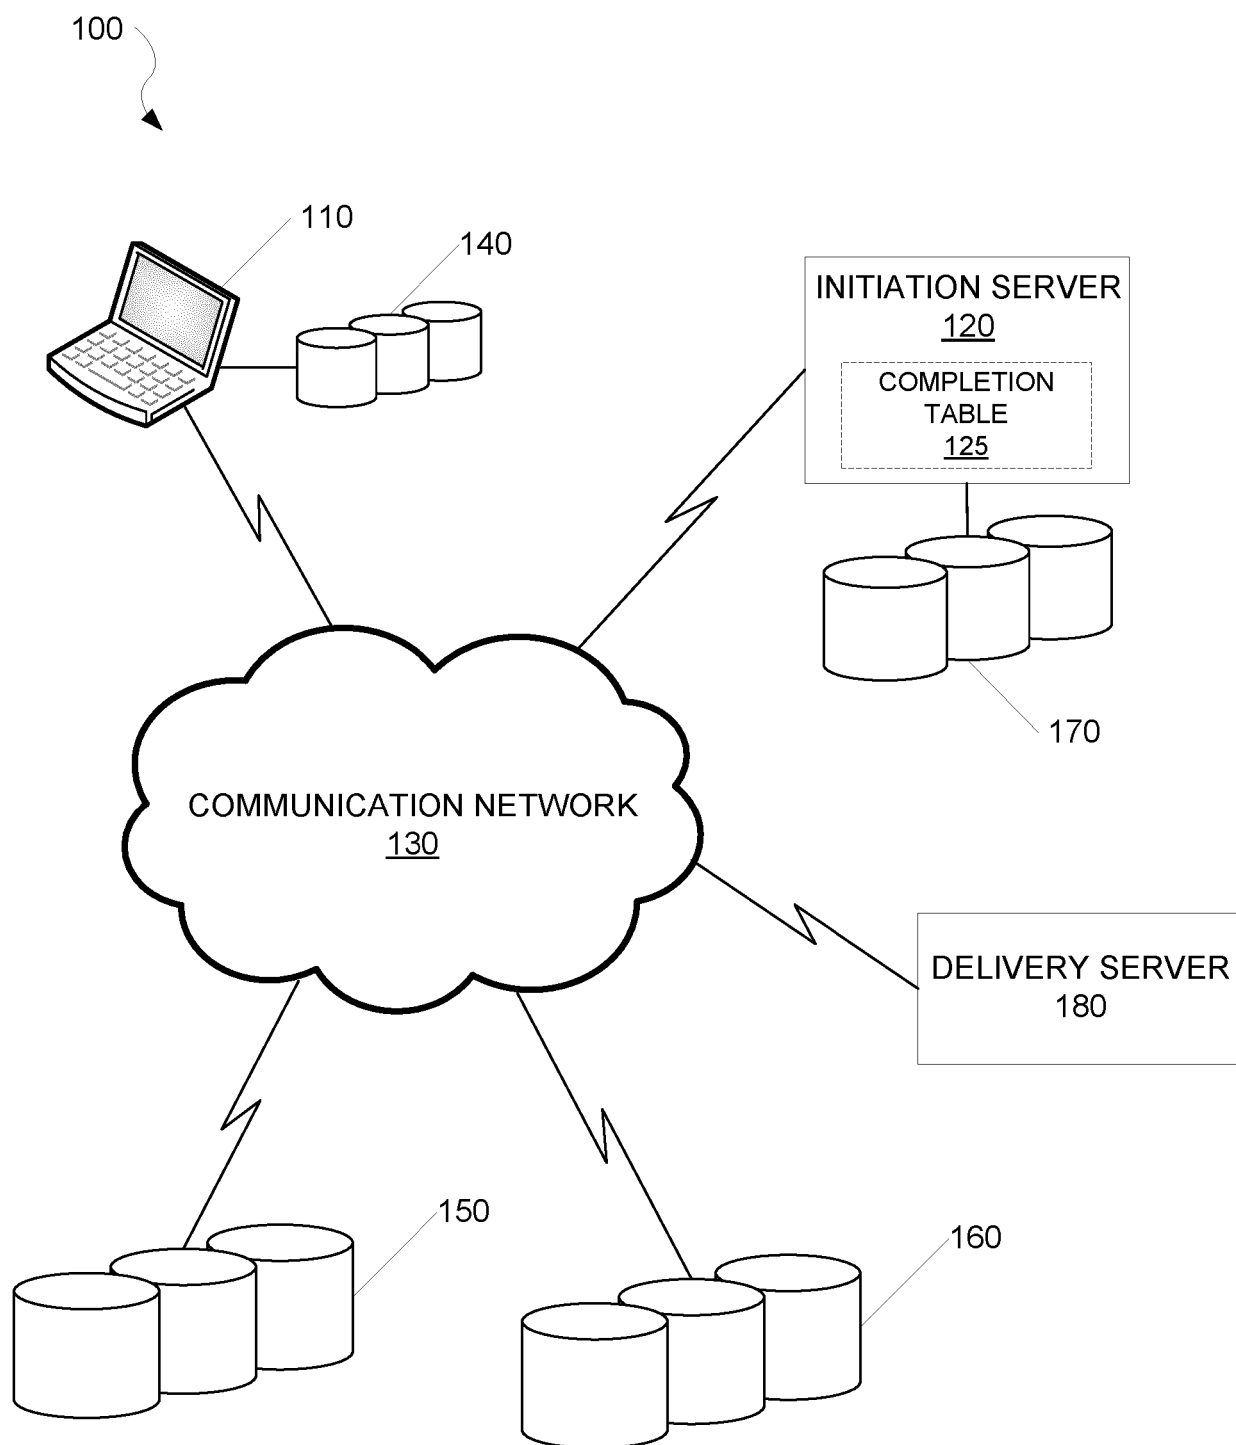 100
110
140
INITIATION SERVER
120
COMPLETION
TABLE
125
170
COMMUNICATION NETWORK
130
DELIVERY SERVER
180
150
160